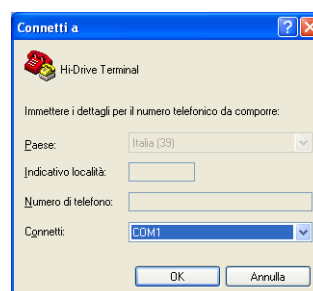 Connetti a
Hi-Drive Terminal
Immettere i dettagli per il numero telefonico da comporre:
Paese: Italia (39)
Indicativo località:
Numero di telefono:
Connetti: COM1
OK Annulla